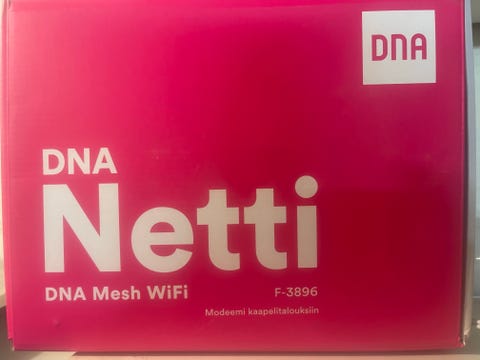 DNA
DNA
Netti
DNA Mesh WiFi F-3896
Modeemi kaapelitalouksiin